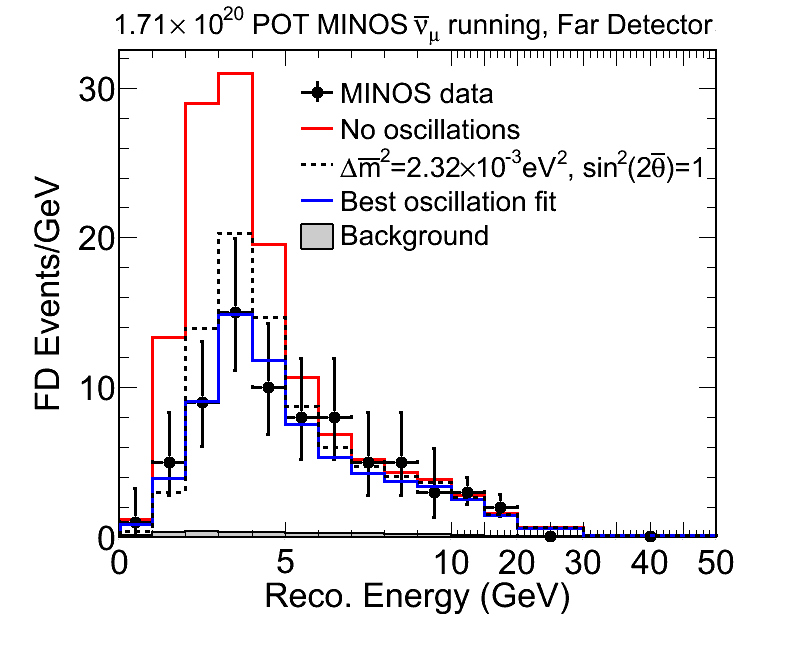 1.71× 10²⁰ POT MINOS ν̅_μ running, Far Detector
MINOS data
No oscillations
Δm̅²=2.32×10⁻³eV², sin²(2θ̅)=1
Best oscillation fit
Background
FD Events/GeV
30
20
10
0
0 5 10 20 30 40 50
Reco. Energy (GeV)